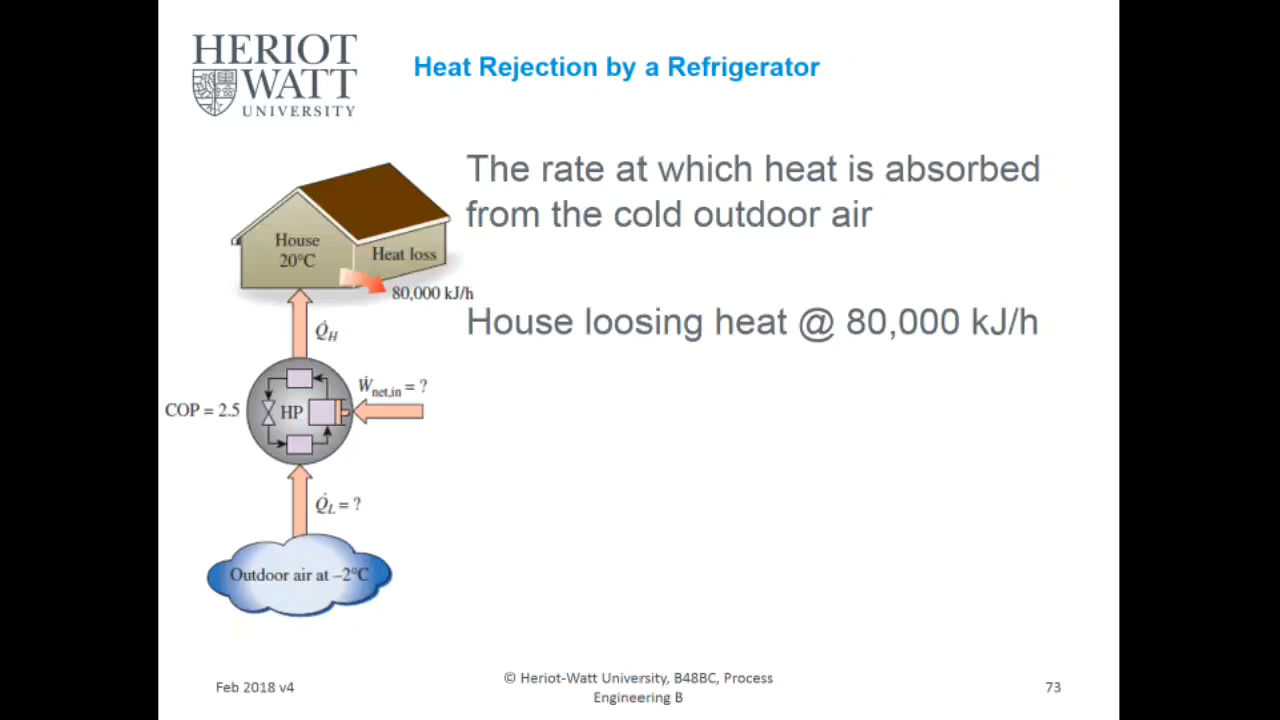 HERIOT
WATT
UNIVERSITY
Heat Rejection by a Refrigerator
The rate at which heat is absorbed
from the cold outdoor air
House loosing heat @ 80,000 kJ/h
House
20°C
Heat loss
80,000 kJ/h
Q̇H
Ẇnet,in = ?
COP = 2.5
HP
Q̇L = ?
Outdoor air at –2°C
Feb 2018 v4
© Heriot-Watt University, B48BC, Process
Engineering B
73